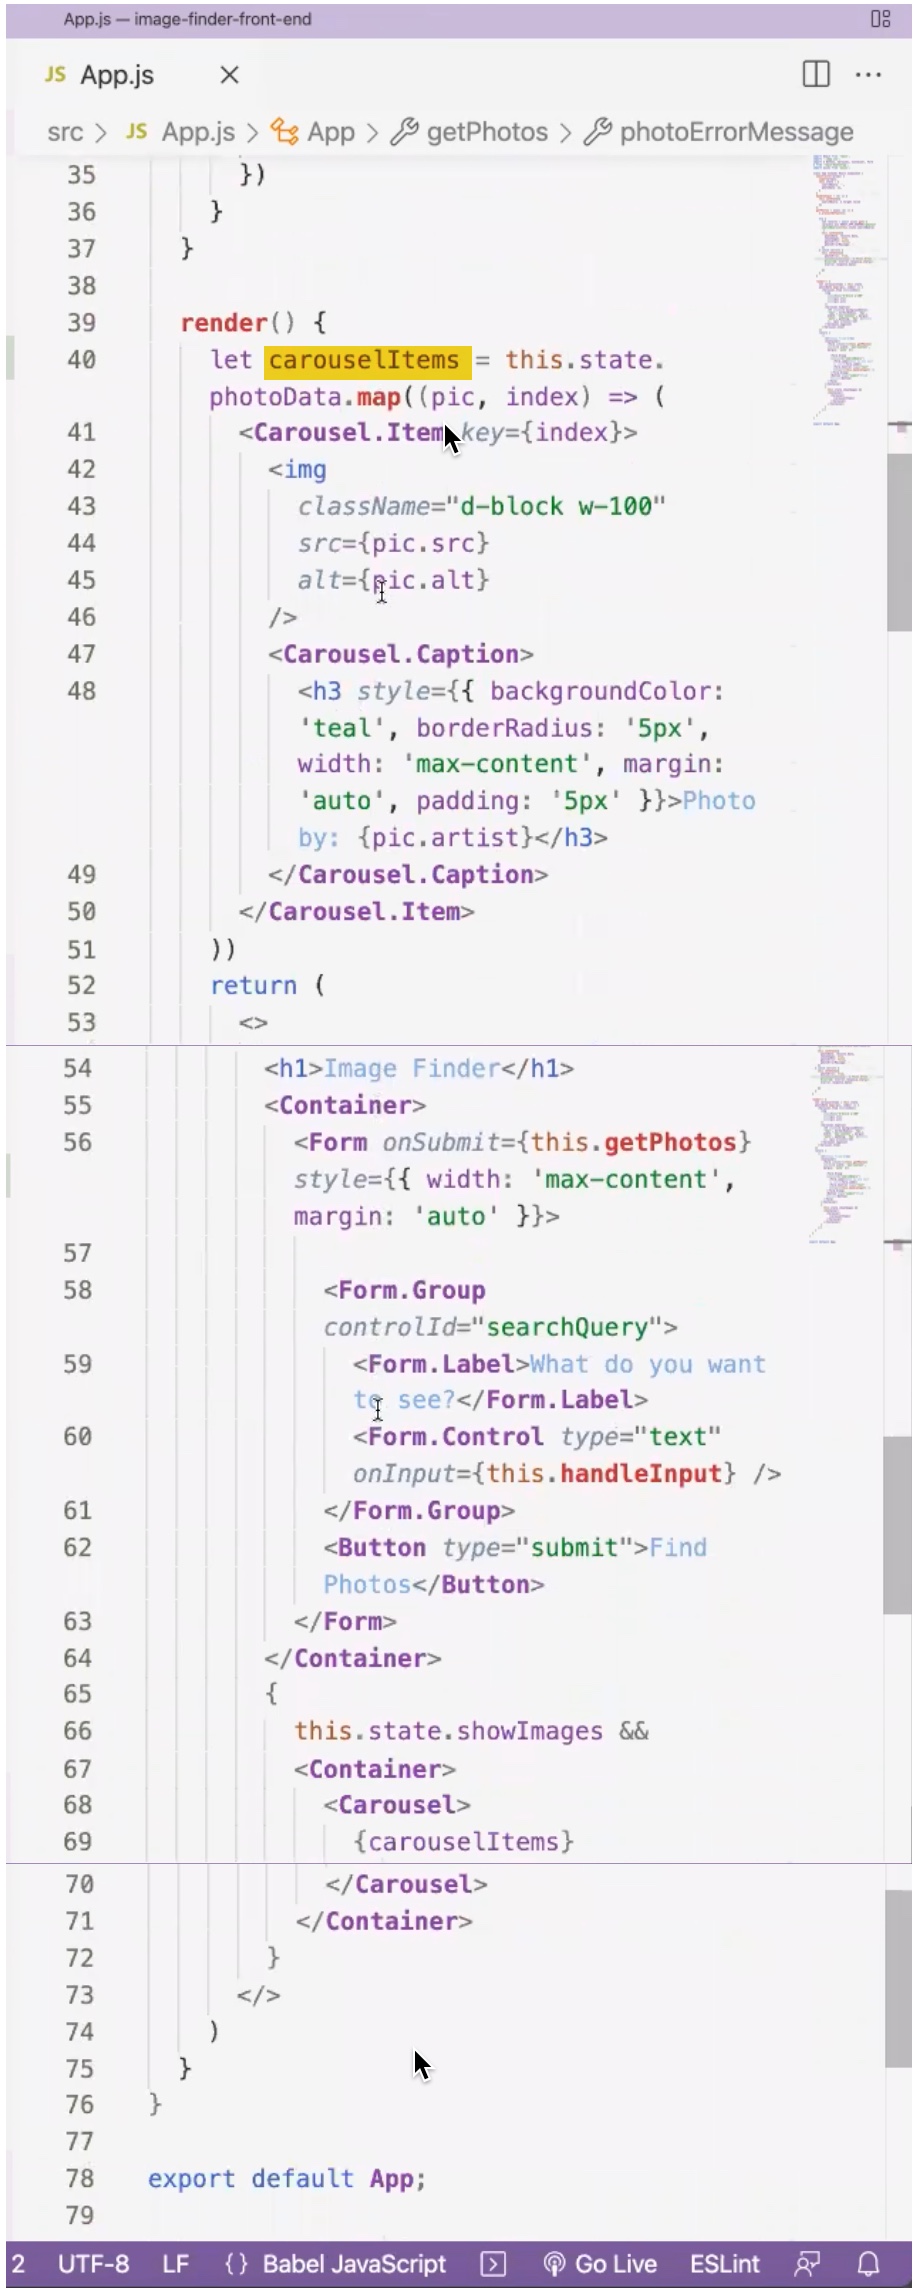 App.js — image-finder-front-end
JS App.js
src > JS App.js > App > getPhotos > photoErrorMessage
35 })
36 }
37 }
38
39 render() {
40 let carouselItems = this.state.
photoData.map((pic, index) => (
41 <Carousel.Item key={index}>
42 <img
43 className="d-block w-100"
44 src={pic.src}
45 alt={pic.alt}
46 />
47 <Carousel.Caption>
48 <h3 style={{ backgroundColor:
'teal', borderRadius: '5px',
width: 'max-content', margin:
'auto', padding: '5px' }}>Photo
by: {pic.artist}</h3>
49 </Carousel.Caption>
50 </Carousel.Item>
51 ))
52 return (
53 <>
54 <h1>Image Finder</h1>
55 <Container>
56 <Form onSubmit={this.getPhotos}
style={{ width: 'max-content',
margin: 'auto' }}>
57
58 <Form.Group
controlId="searchQuery">
59 <Form.Label>What do you want
to see?</Form.Label>
60 <Form.Control type="text"
onInput={this.handleInput} />
61 </Form.Group>
62 <Button type="submit">Find
Photos</Button>
63 </Form>
64 </Container>
65 {
66 this.state.showImages &&
67 <Container>
68 <Carousel>
69 {carouselItems}
70 </Carousel>
71 </Container>
72 }
73 </>
74 )
75 }
76 }
77
78 export default App;
79
2 UTF-8 LF {} Babel JavaScript Go Live ESLint